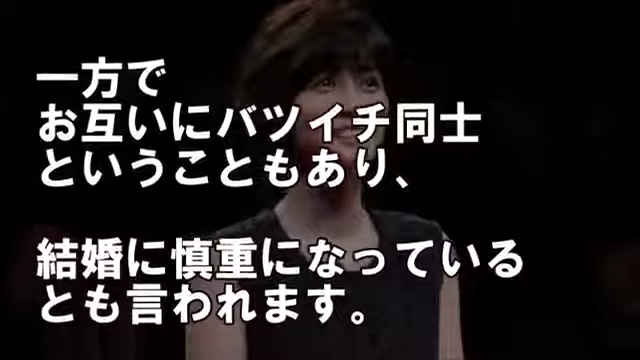 一方で
お互いにバツイチ同士
ということもあり、
結婚に慎重になっている
とも言われます。